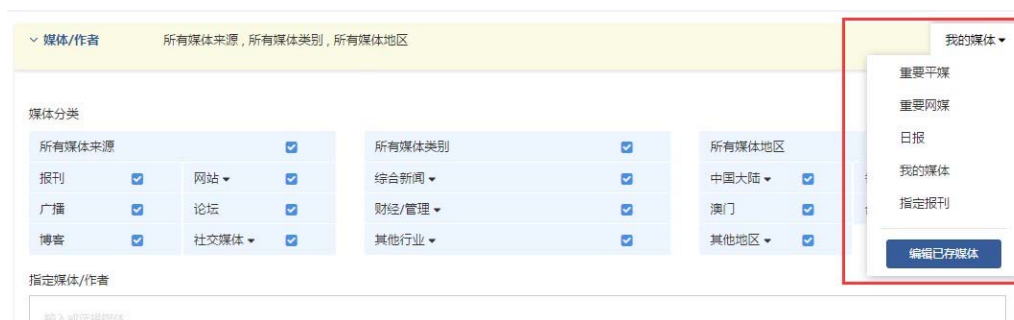 媒体/作者 所有媒体来源 , 所有媒体类别 , 所有媒体地区 我的媒体
重要平媒
重要网媒
日报
我的媒体
指定报刊
编辑已存媒体
媒体分类
所有媒体来源 所有媒体类别 所有媒体地区
报刊 网站 综合新闻 中国大陆
广播 论坛 财经/管理 澳门
博客 社交媒体 其他行业 其他地区
指定媒体/作者